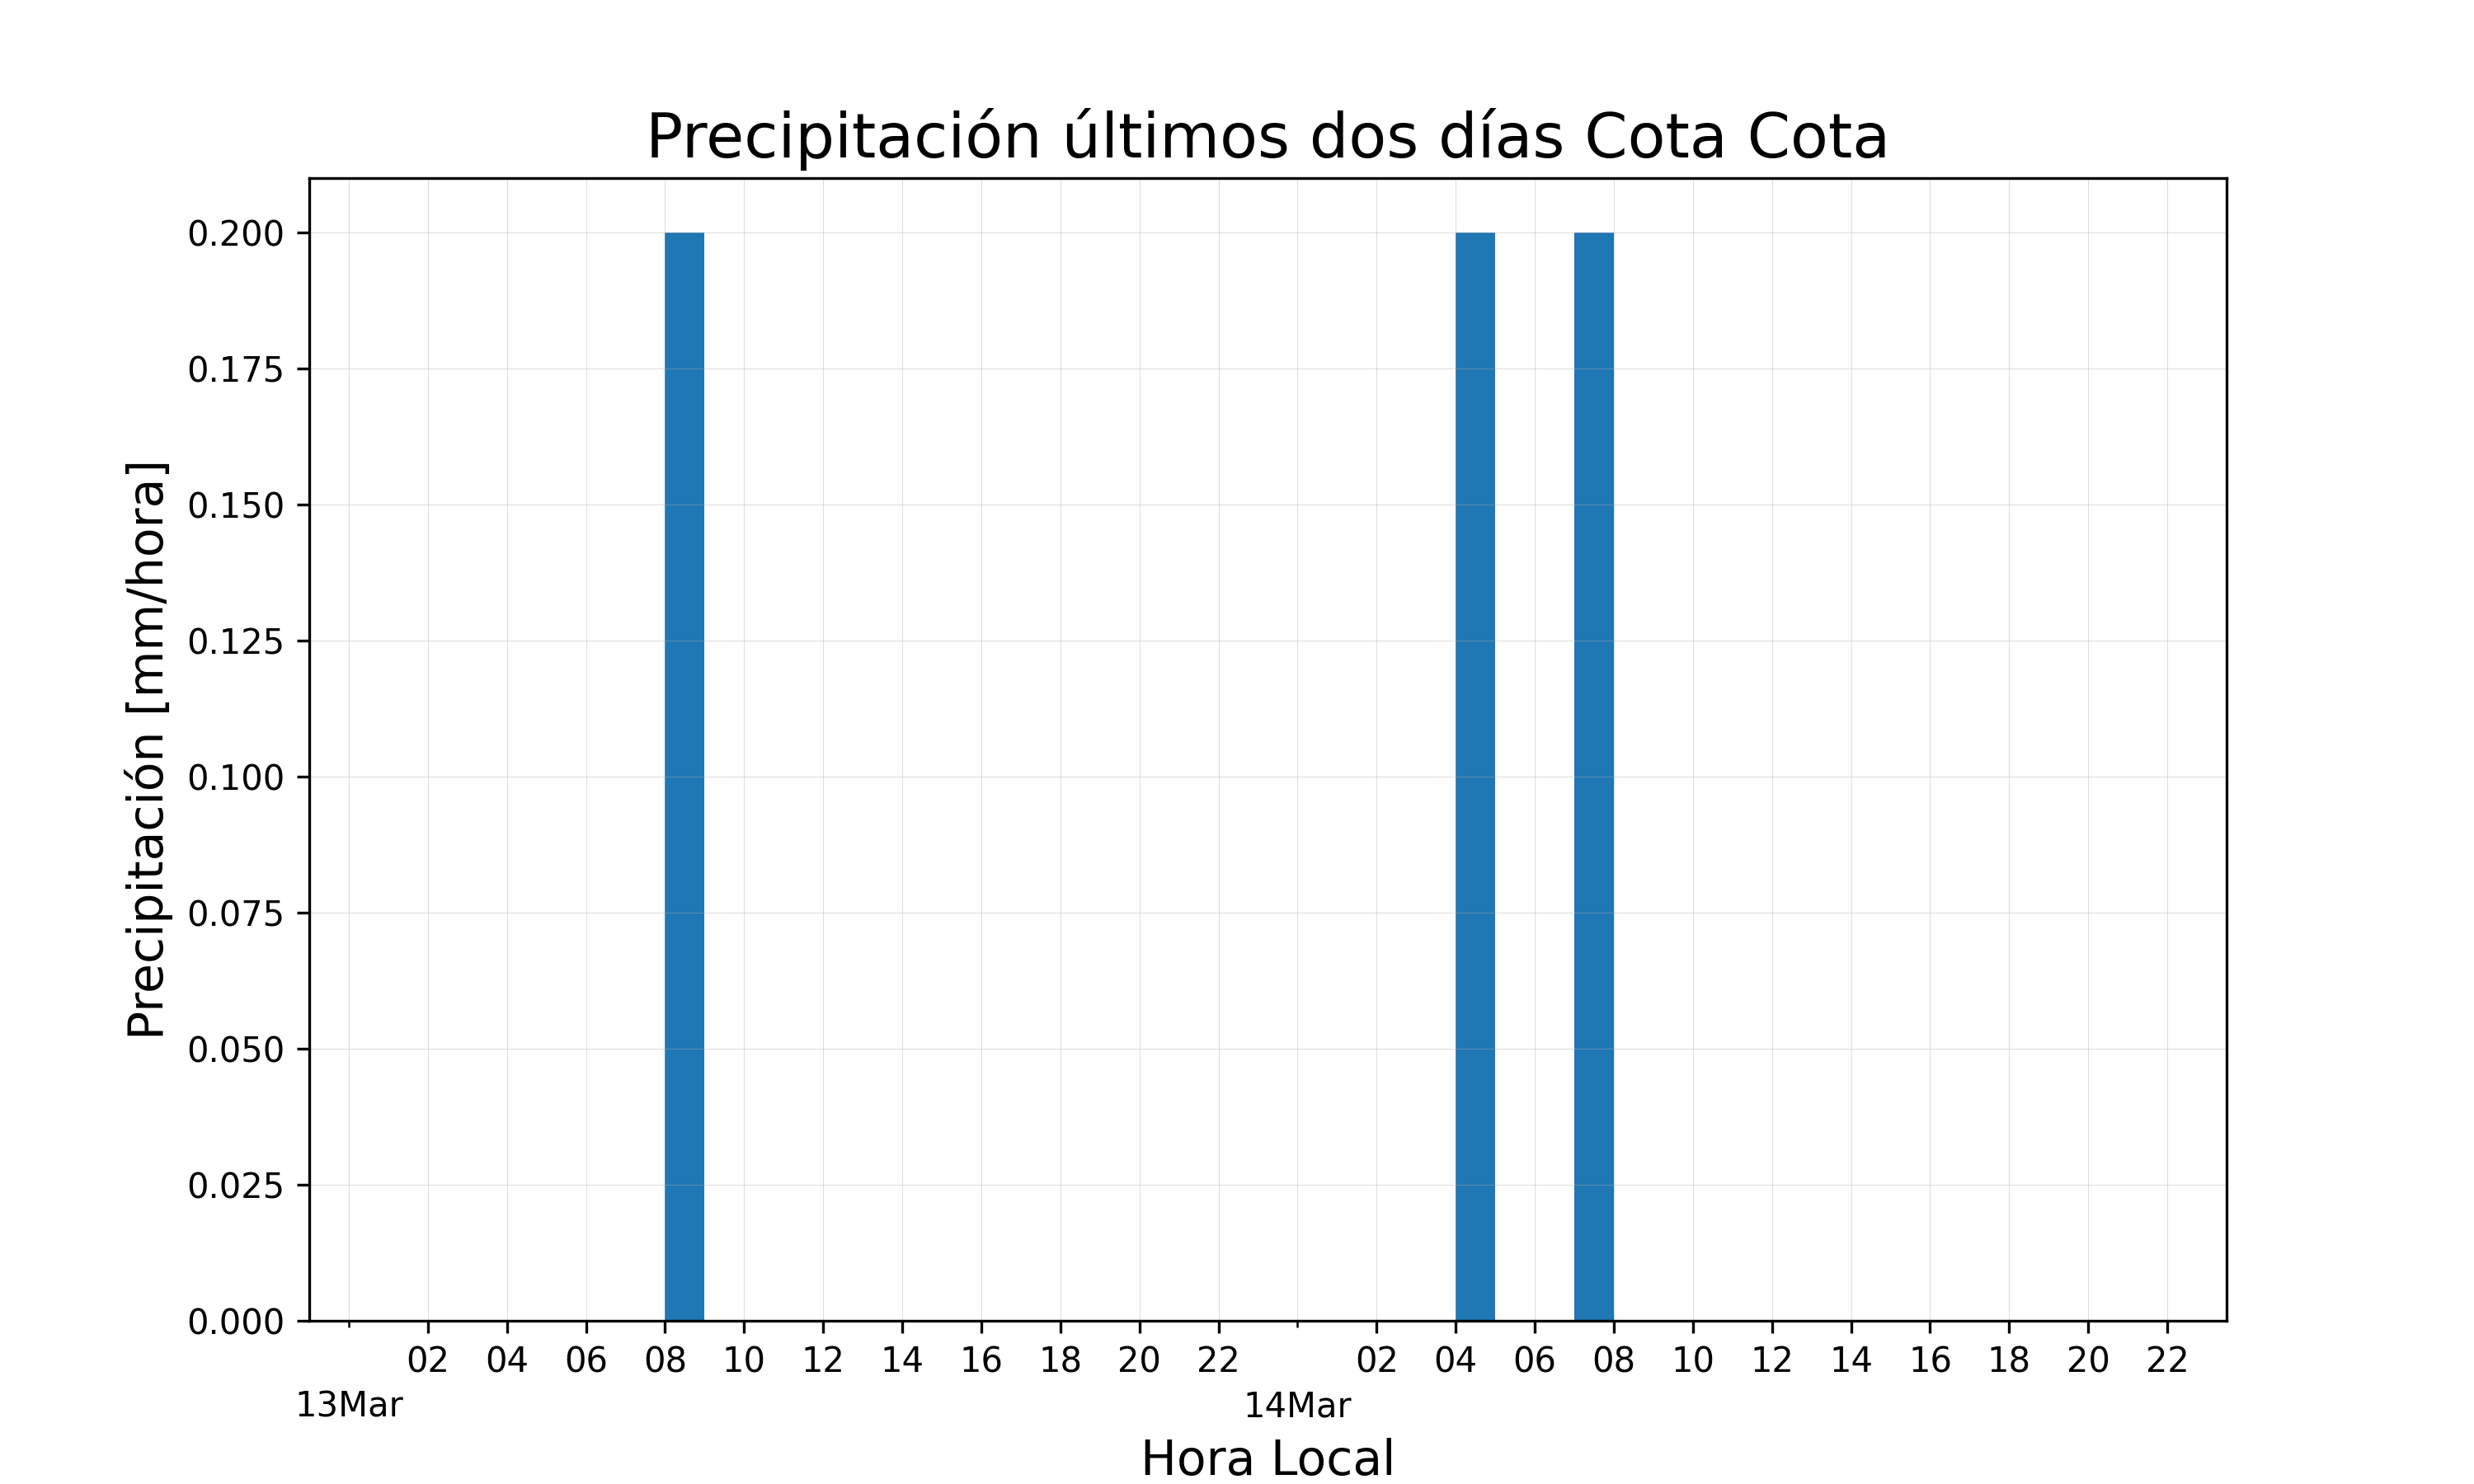 Precipitación últimos dos días Cota Cota
Precipitación [mm/hora]
0.200
0.175
0.150
0.125
0.100
0.075
0.050
0.025
0.000
02 04 06 08 10 12 14 16 18 20 22 02 04 06 08 10 12 14 16 18 20 22
13Mar 14Mar
Hora Local